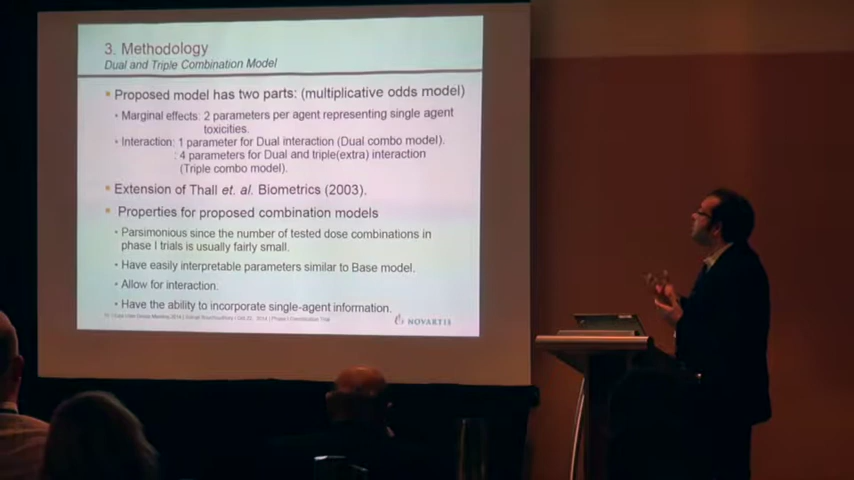 3. Methodology
Dual and Triple Combination Model
Proposed model has two parts: (multiplicative odds model)
Marginal effects: 2 parameters per agent representing single agent
toxicities.
Interaction: 1 parameter for Dual interaction (Dual combo model).
: 4 parameters for Dual and triple(extra) interaction
(Triple combo model).
Extension of Thall et. al. Biometrics (2003).
Properties for proposed combination models
Parsimonious since the number of tested dose combinations in
phase I trials is usually fairly small.
Have easily interpretable parameters similar to Base model.
Allow for interaction.
Have the ability to incorporate single-agent information.
NOVARTIS